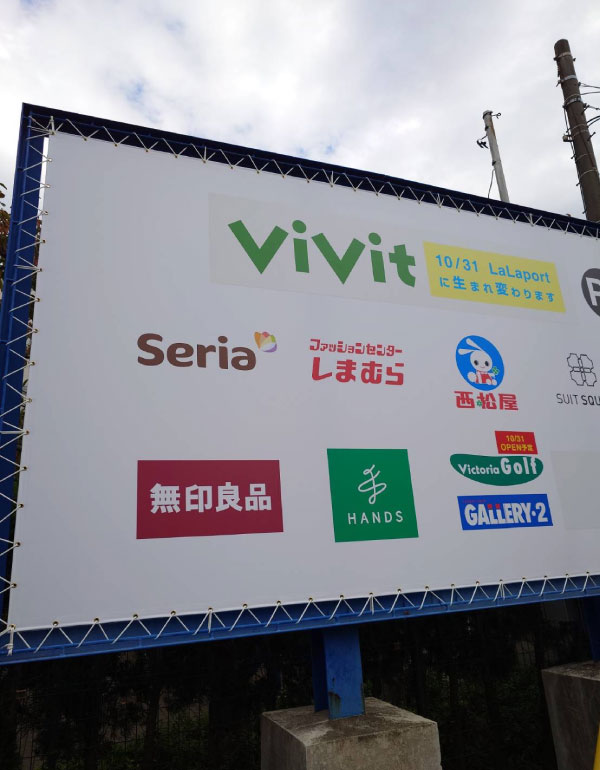 ViVit
10/31 LaLaport
に生まれ変わります
P
Seria
ファッションセンター
しまむら
西松屋
SUIT SQU
無印良品
HANDS
10/31
OPEN予定
Victoria Golf
GALLERY·2